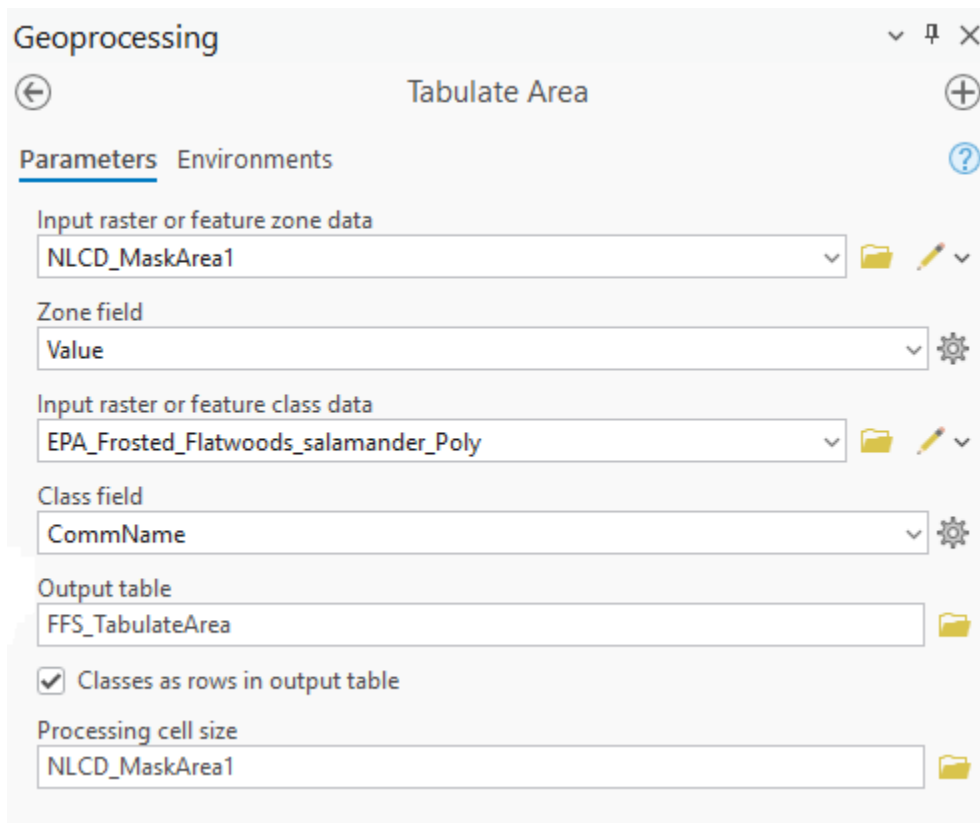 Geoprocessing
Tabulate Area
Parameters Environments
Input raster or feature zone data
NLCD_MaskArea1
Zone field
Value
Input raster or feature class data
EPA_Frosted_Flatwoods_salamander_Poly
Class field
CommName
Output table
FFS_TabulateArea
Classes as rows in output table
Processing cell size
NLCD_MaskArea1